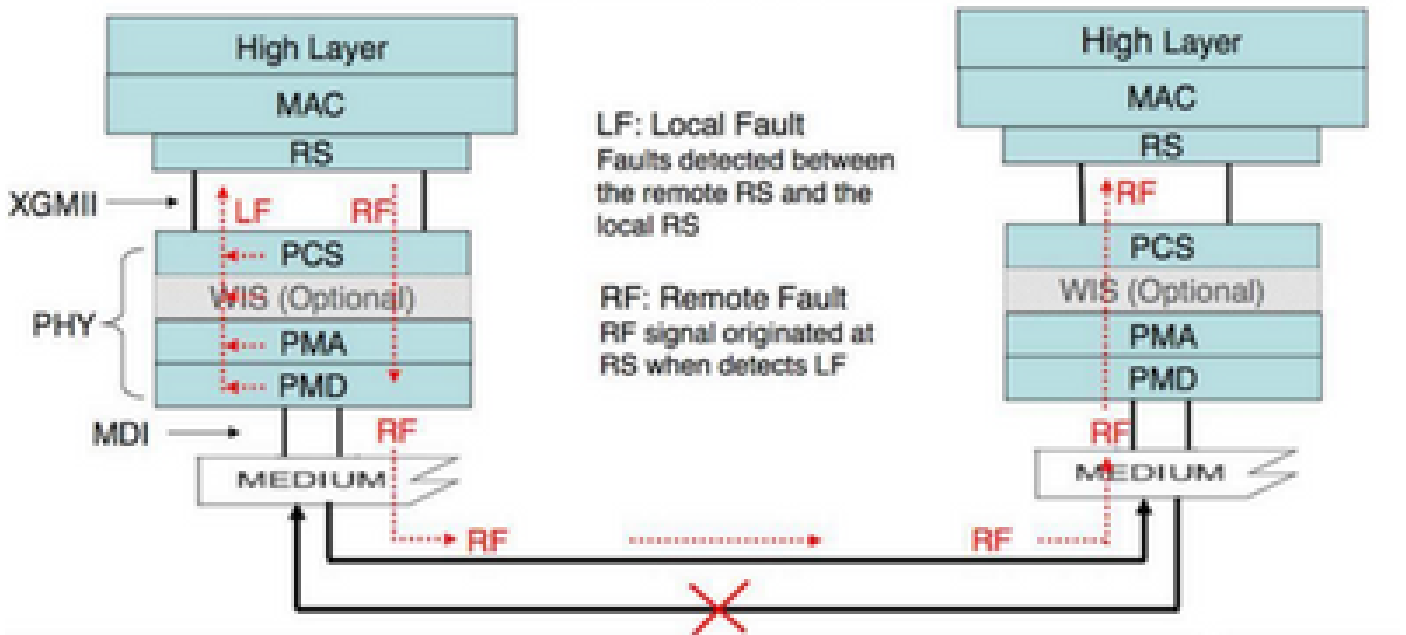 High Layer
MAC
RS
XGMII
LF
RF
PCS
WIS (Optional)
PHY
PMA
PMD
MDI
RF
MEDIUM
RF
LF: Local Fault
Faults detected between
the remote RS and the
local RS
RF: Remote Fault
RF signal originated at
RS when detects LF
High Layer
MAC
RS
RF
PCS
WIS (Optional)
PMA
PMD
RF
MEDIUM
RF